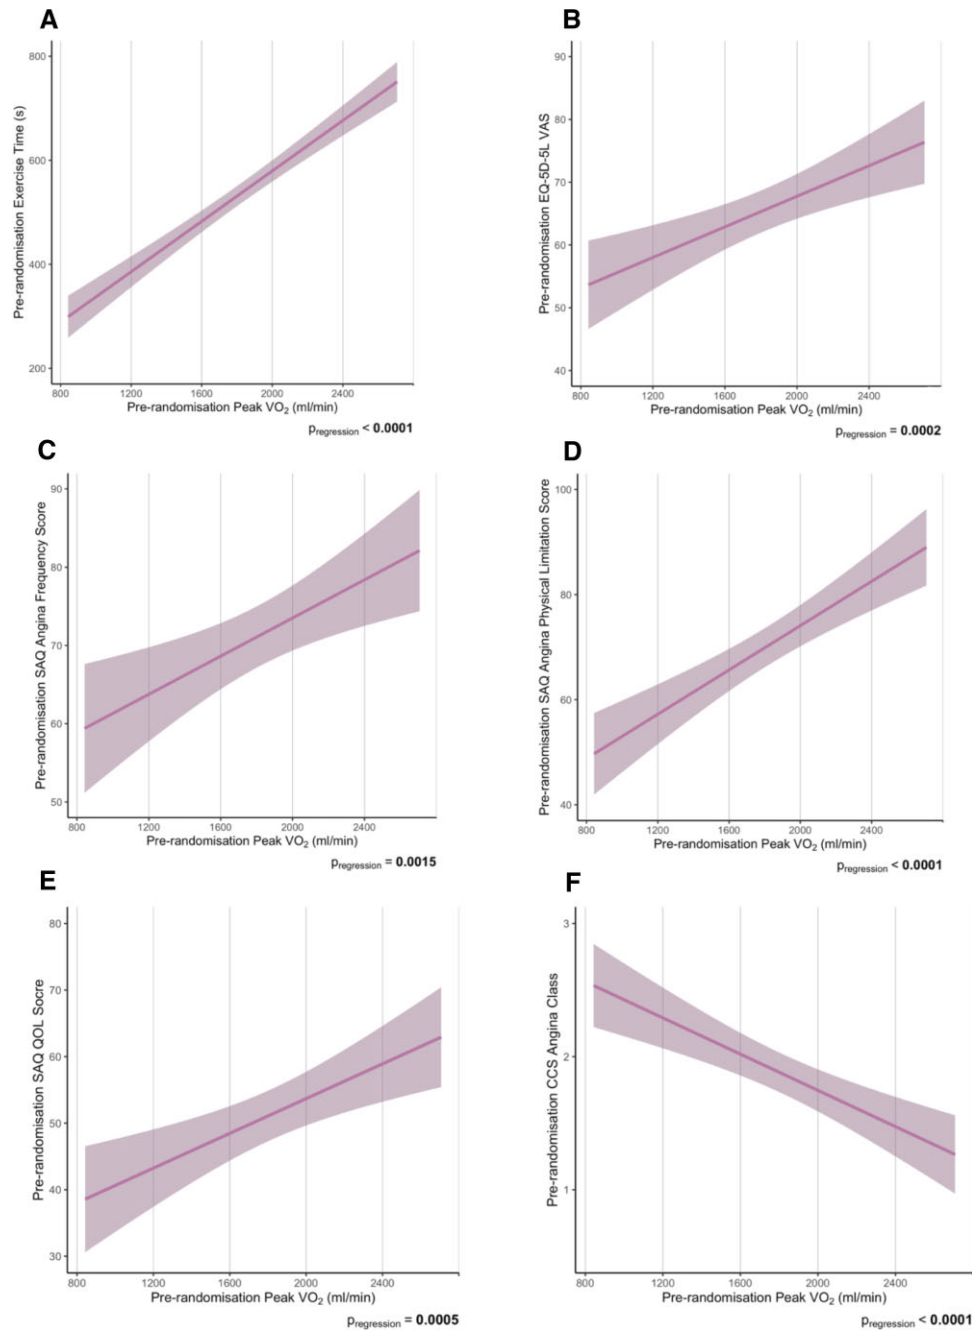 A
Pre-randomisation Exercise Time (s)
800
600
400
200
800 1200 1600 2000 2400
Pre-randomisation Peak VO2 (ml/min)
pregression < 0.0001
B
Pre-randomisation EQ-5D-5L VAS
90
80
70
60
50
40
800 1200 1600 2000 2400
Pre-randomisation Peak VO2 (ml/min)
pregression = 0.0002
C
Pre-randomisation SAQ Angina Frequency Score
90
80
70
60
50
800 1200 1600 2000 2400
Pre-randomisation Peak VO2 (ml/min)
pregression = 0.0015
D
Pre-randomisation SAQ Angina Physical Limitation Score
100
80
60
40
800 1200 1600 2000 2400
Pre-randomisation Peak VO2 (ml/min)
pregression < 0.0001
E
Pre-randomisation SAQ QOL Socre
80
70
60
50
40
30
800 1200 1600 2000 2400
Pre-randomisation Peak VO2 (ml/min)
pregression = 0.0005
F
Pre-randomisation CCS Angina Class
3
2
1
800 1200 1600 2000 2400
Pre-randomisation Peak VO2 (ml/min)
pregression < 0.0001